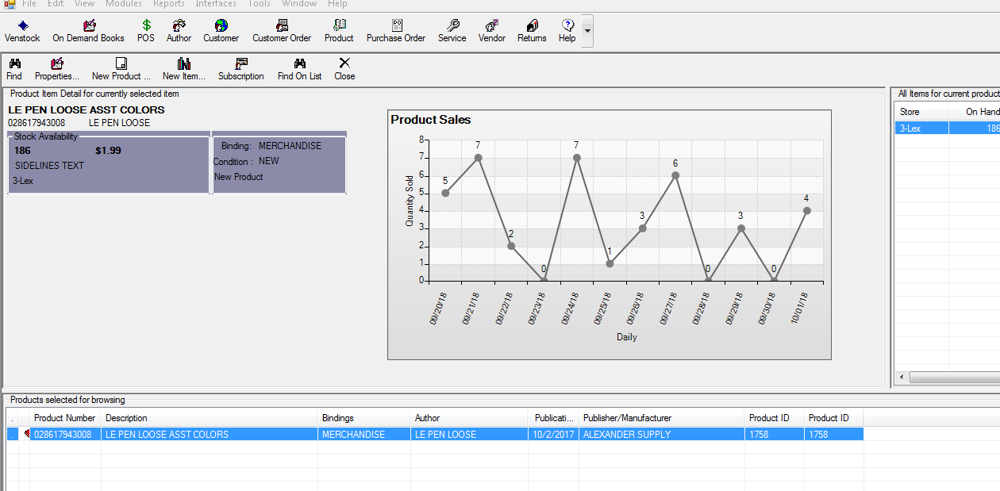 File Edit View Modules Reports Interfaces Tools Window Help
Venstock On Demand Books POS Author Customer Customer Order Product Purchase Order Service Vendor Returns Help
Find Properties... New Product ... New Item... Subscription Find On List Close
Product Item Detail for currently selected item
LE PEN LOOSE ASST COLORS
028617943008 LE PEN LOOSE
Stock Availability
186 $1.99
SIDELINES TEXT
3-Lex
Binding: MERCHANDISE
Condition : NEW
New Product
Product Sales
Quantity Sold
8
7
6
5
4
3
2
1
0
5 7 2 0 7 1 3 6 0 3 0 4
09/20/18 09/21/18 09/22/18 09/23/18 09/24/18 09/25/18 09/26/18 09/27/18 09/28/18 09/29/18 09/30/18 10/01/18
Daily
All Items for current product
Store On Hand
3-Lex 186
Products selected for browsing
. Product Number Description Bindings Author Publicati... Publisher/Manufacturer Product ID Product ID
. 028617943008 LE PEN LOOSE ASST COLORS MERCHANDISE LE PEN LOOSE 10/2/2017 ALEXANDER SUPPLY 1758 1758